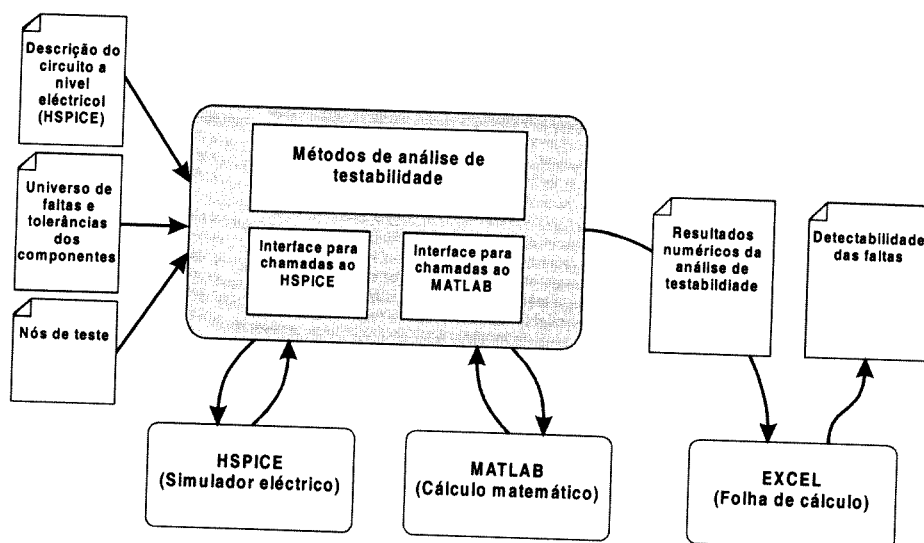 Descrição do
circuito a
nivel
eléctricol
(HSPICE)
Universo de
faltas e
tolerâncias
dos
componentes
Nós de teste
Métodos de análise de
testabilidade
Interface para
chamadas ao
HSPICE
Interface para
chamadas ao
MATLAB
Resultados
numéricos da
análise de
testabildiade
Detectabilidade
das faltas
HSPICE
(Simulador eléctrico)
MATLAB
(Cálculo matemático)
EXCEL
(Folha de cálculo)